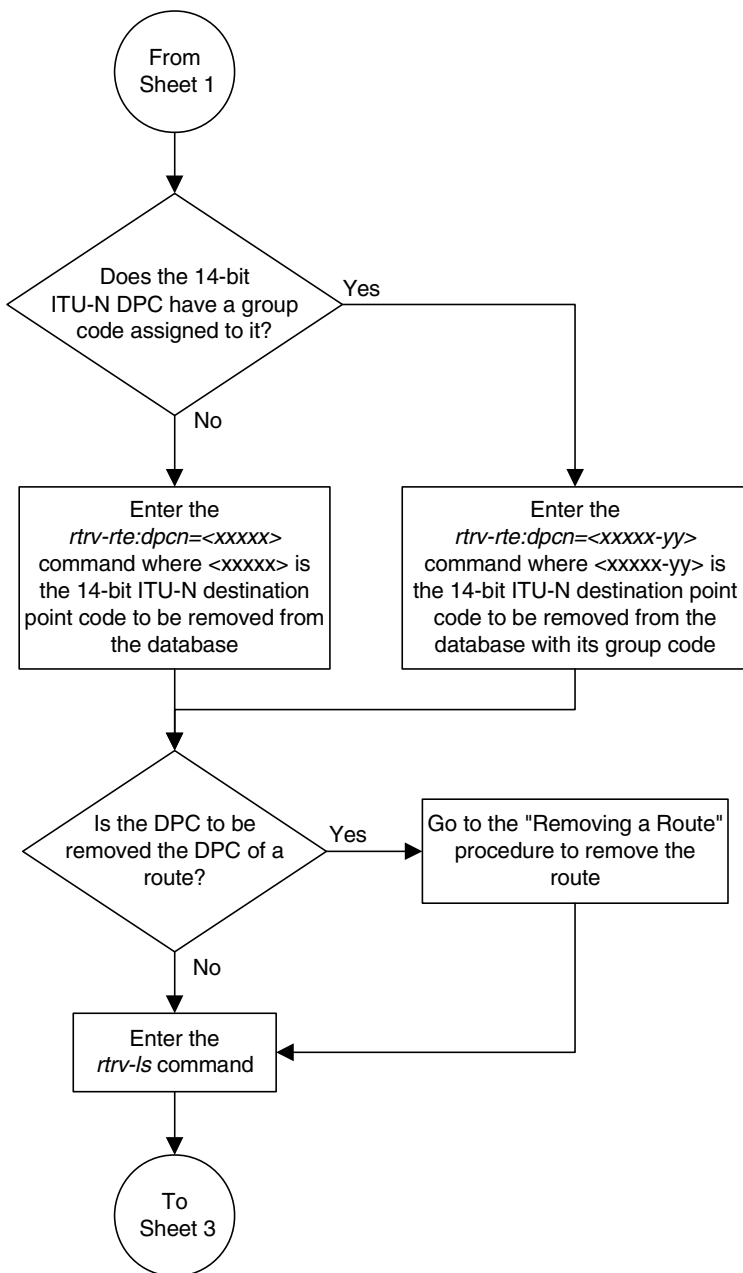 From
Sheet 1
Does the 14-bit
ITU-N DPC have a group
code assigned to it?
Yes
No
Enter the
rtrv-rte:dpcn=<xxxxx>
command where <xxxxx> is
the 14-bit ITU-N destination
point code to be removed from
the database
Enter the
rtrv-rte:dpcn=<xxxxx-yy>
command where <xxxxx-yy> is
the 14-bit ITU-N destination point
code to be removed from the
database with its group code
Is the DPC to be
removed the DPC of a
route?
Yes
Go to the "Removing a Route"
procedure to remove the
route
No
Enter the
rtrv-ls command
To
Sheet 3